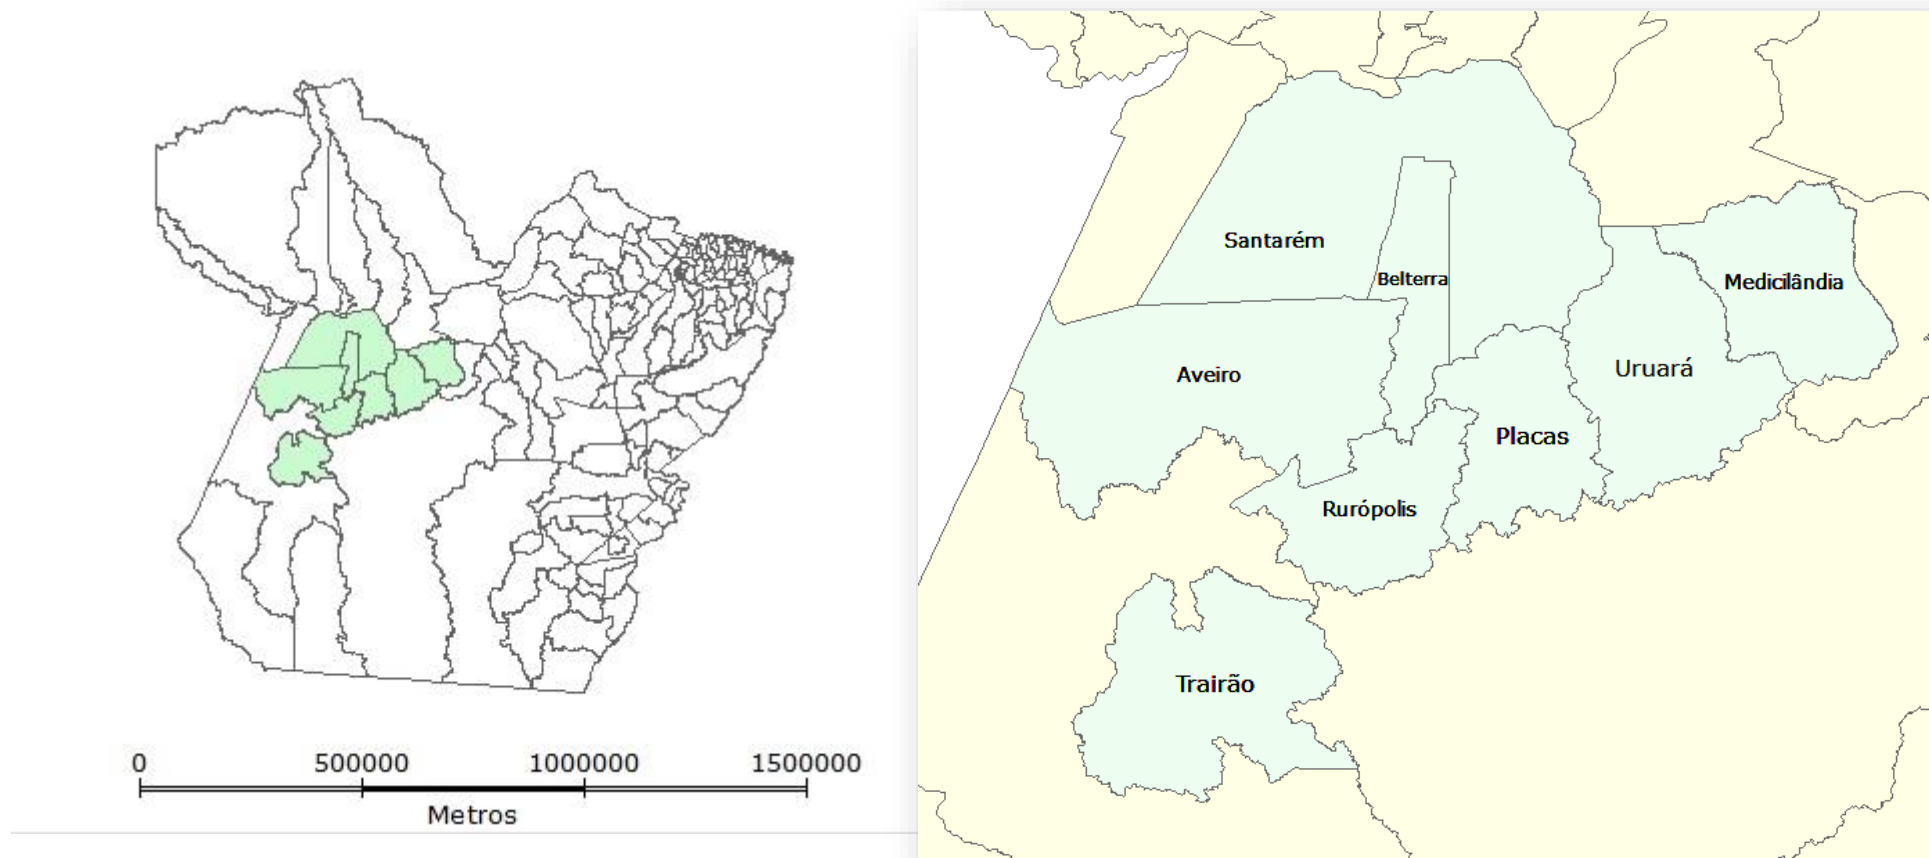 0 500000 1000000 1500000
Metros
Santarém
Belterra
Medicilândia
Aveiro
Uruará
Placas
Rurópolis
Trairão